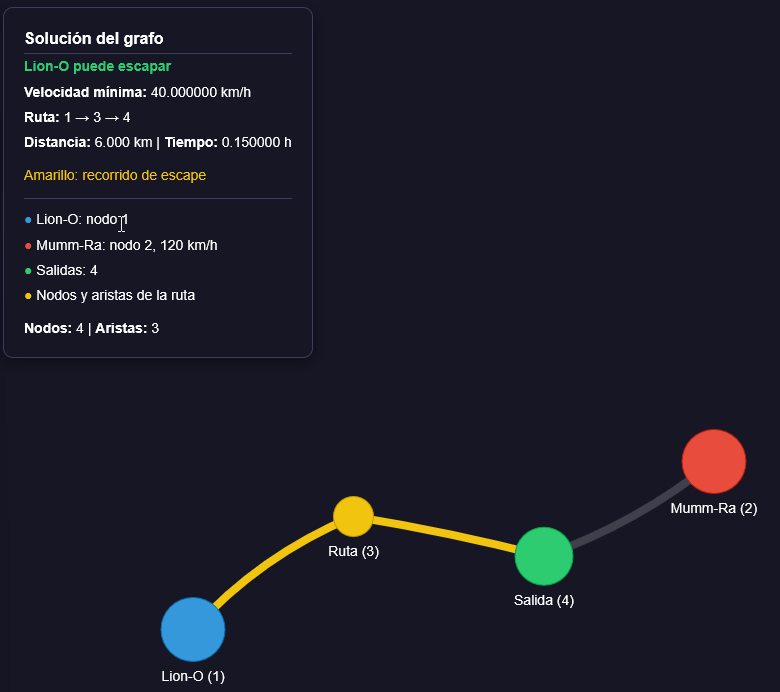 Solución del grafo
Lion-O puede escapar
Velocidad mínima: 40.000000 km/h
Ruta: 1 → 3 → 4
Distancia: 6.000 km | Tiempo: 0.150000 h
Amarillo: recorrido de escape
● Lion-O: nodo 1
● Mumm-Ra: nodo 2, 120 km/h
● Salidas: 4
● Nodos y aristas de la ruta
Nodos: 4 | Aristas: 3
Mumm-Ra (2)
Ruta (3)
Salida (4)
Lion-O (1)